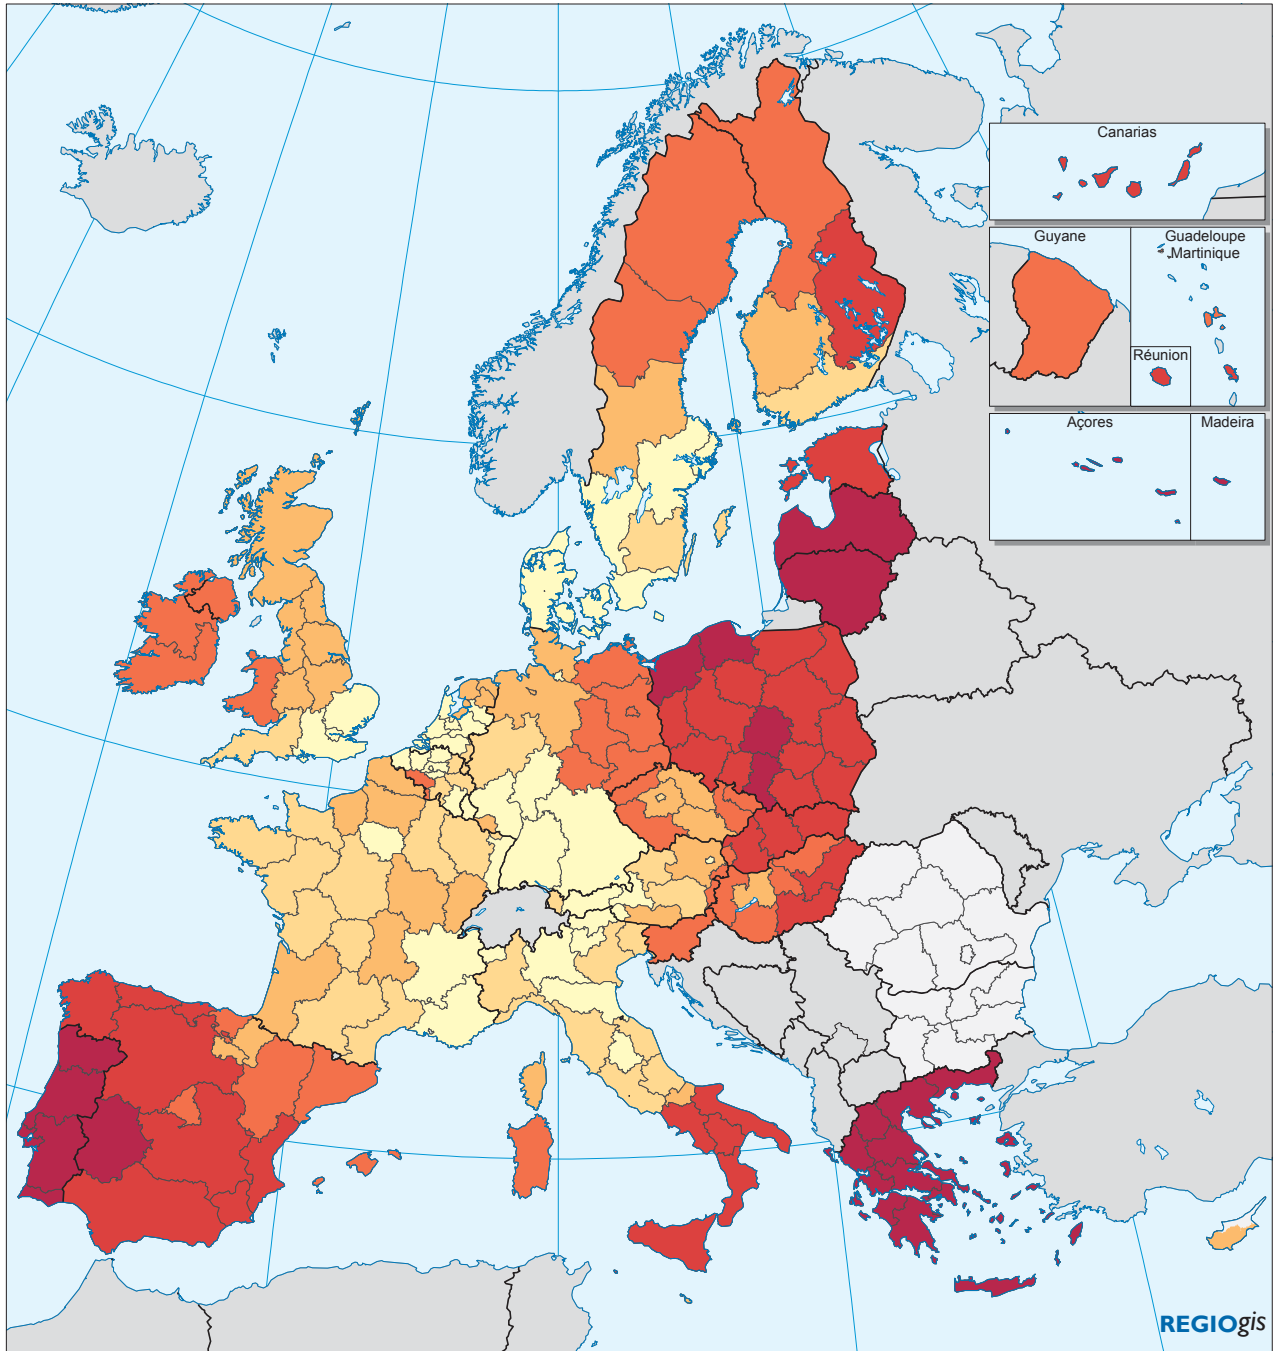 Canarias
Guyane
Guadeloupe
Martinique
Réunion
Açores
Madeira
REGIOgis